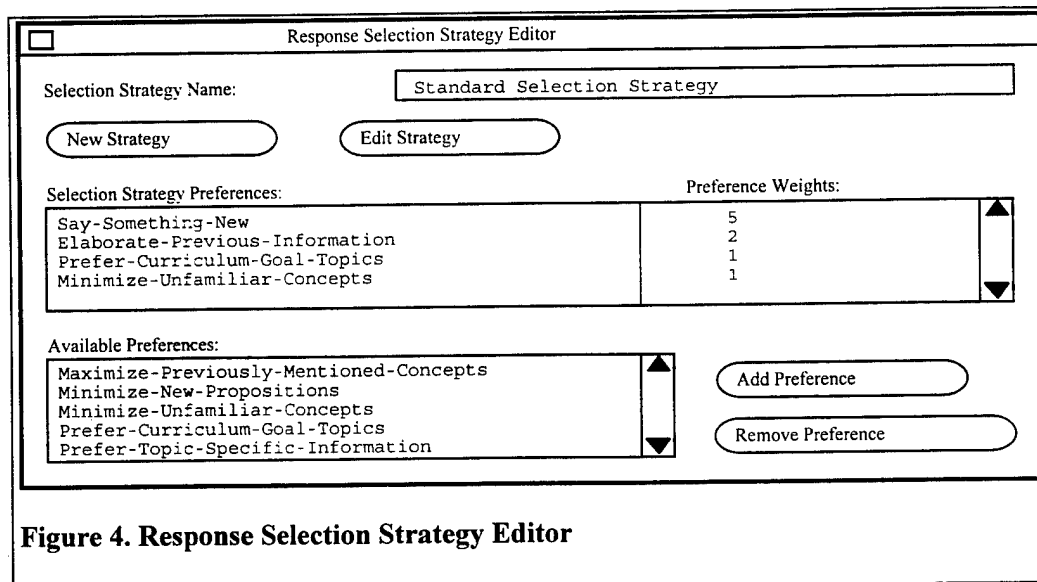 Response Selection Strategy Editor
Selection Strategy Name: Standard Selection Strategy
New Strategy Edit Strategy
Selection Strategy Preferences: Preference Weights:
Say-Something-New 5
Elaborate-Previous-Information 2
Prefer-Curriculum-Goal-Topics 1
Minimize-Unfamiliar-Concepts 1
Available Preferences:
Maximize-Previously-Mentioned-Concepts
Minimize-New-Propositions
Minimize-Unfamiliar-Concepts
Prefer-Curriculum-Goal-Topics
Prefer-Topic-Specific-Information
Add Preference
Remove Preference
Figure 4. Response Selection Strategy Editor